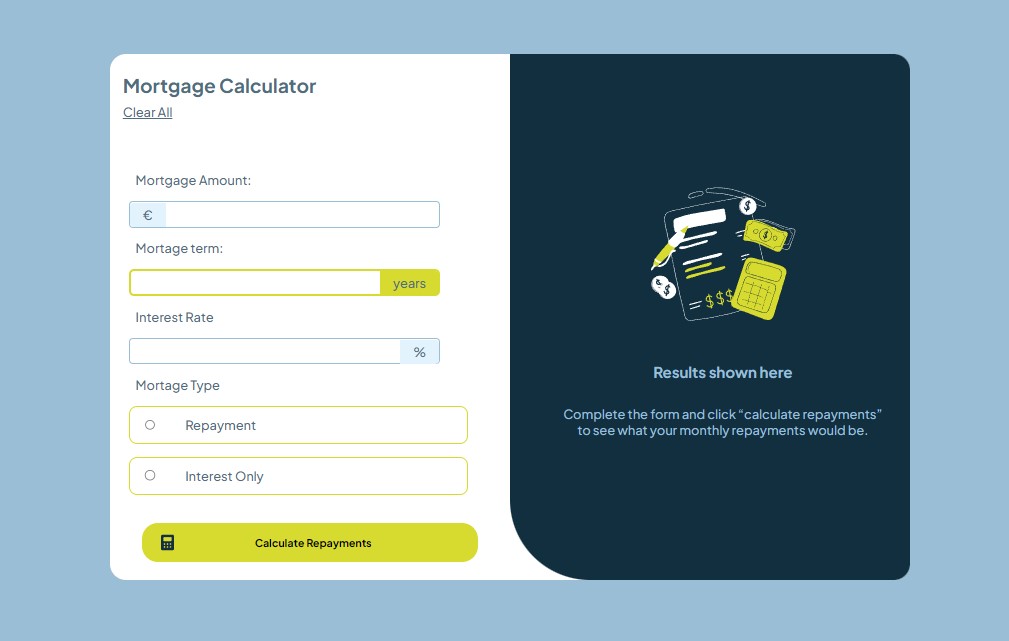 Mortgage Calculator
Clear All
Mortgage Amount:
€
Mortage term:
years
Interest Rate
%
Mortage Type
Repayment
Interest Only
Calculate Repayments
$
$
$
$
$$$
Results shown here
Complete the form and click “calculate repayments”
to see what your monthly repayments would be.